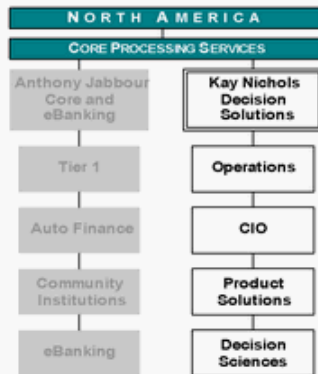 NORTH AMERICA
CORE PROCESSING SERVICES
Anthony Jabbour
Core and
eBanking
Kay Nichols
Decision
Solutions
Tier 1
Operations
Auto Finance
CIO
Community
Institutions
Product
Solutions
eBanking
Decision
Sciences